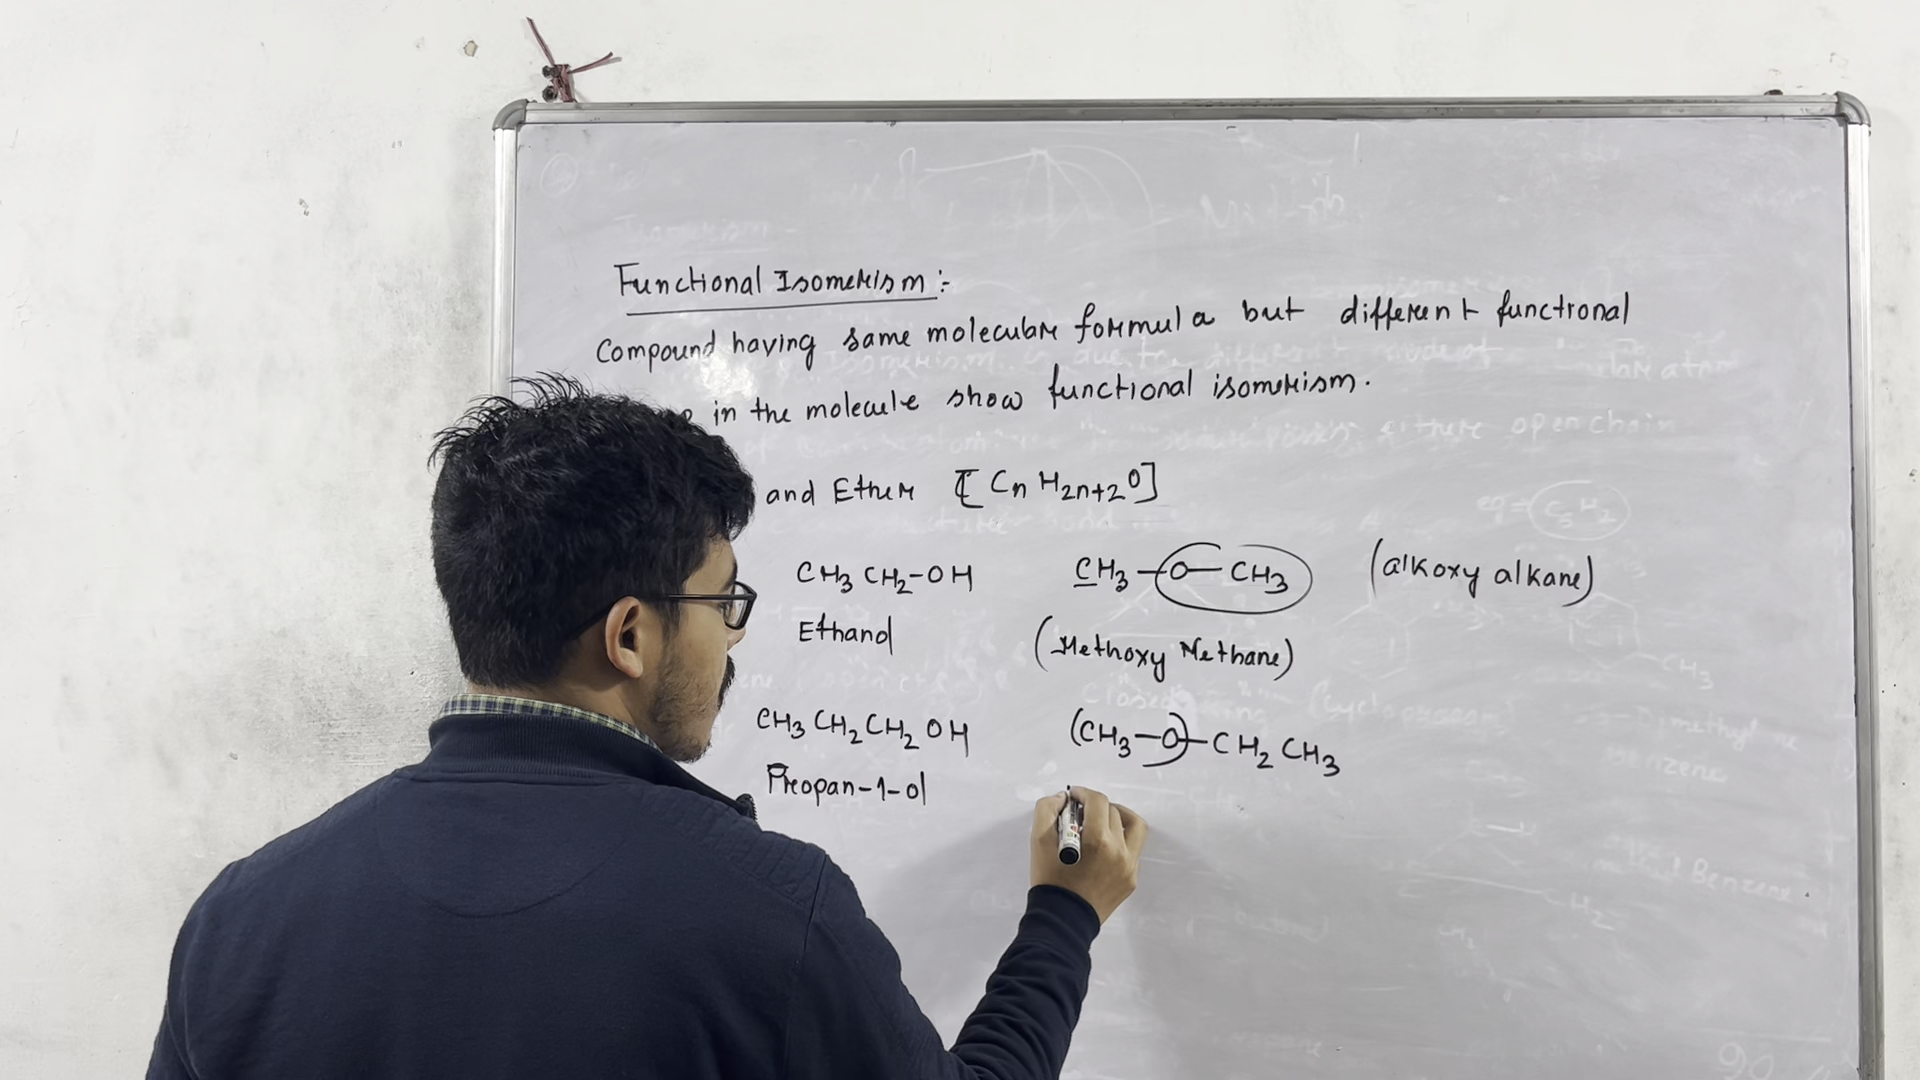 Functional Isomerism :-
Compound having same molecular formula but different functional
in the molecule show functional isomerism.
and Ether [ CnH2n+2O]
CH3 CH2-OH CH3 -O- CH3 (alkoxy alkane)
Ethanol (Methoxy Methane)
CH3 CH2 CH2 OH (CH3-O)-CH2 CH3
Propan-1-ol